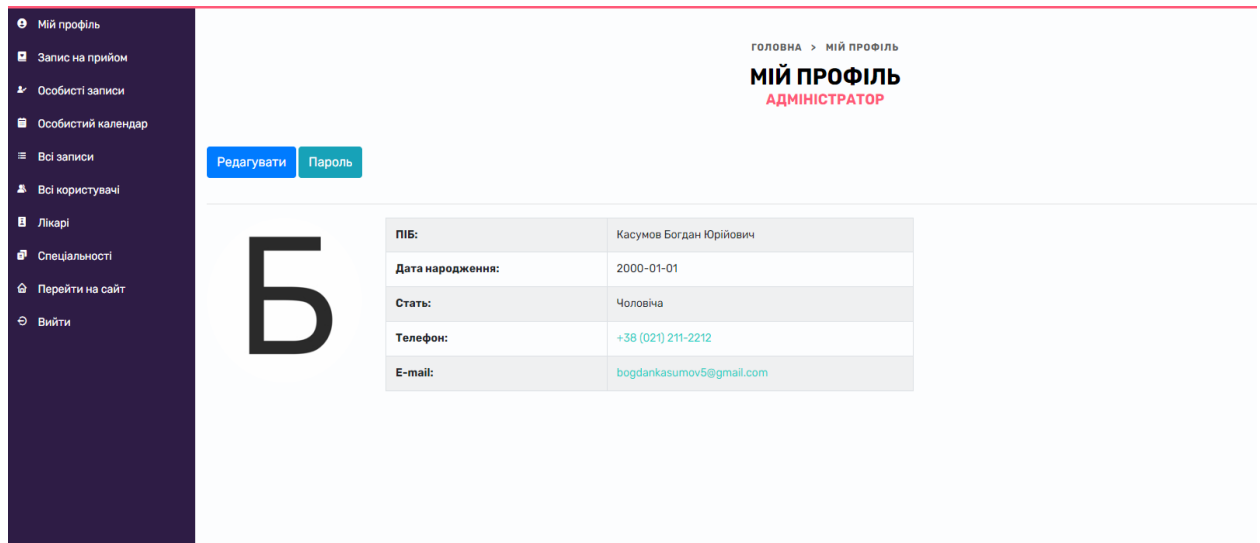 Мій профіль
Запис на прийом
Особисті записи
Особистий календар
Всі записи
Всі користувачі
Лікарі
Спеціальності
Перейти на сайт
Вийти
ГОЛОВНА > МІЙ ПРОФІЛЬ
МІЙ ПРОФІЛЬ
АДМІНІСТРАТОР
Редагувати Пароль
Б
ПІБ: Касумов Богдан Юрійович
Дата народження: 2000-01-01
Стать: Чоловіча
Телефон: +38 (021) 211-2212
E-mail: bogdankasumov5@gmail.com